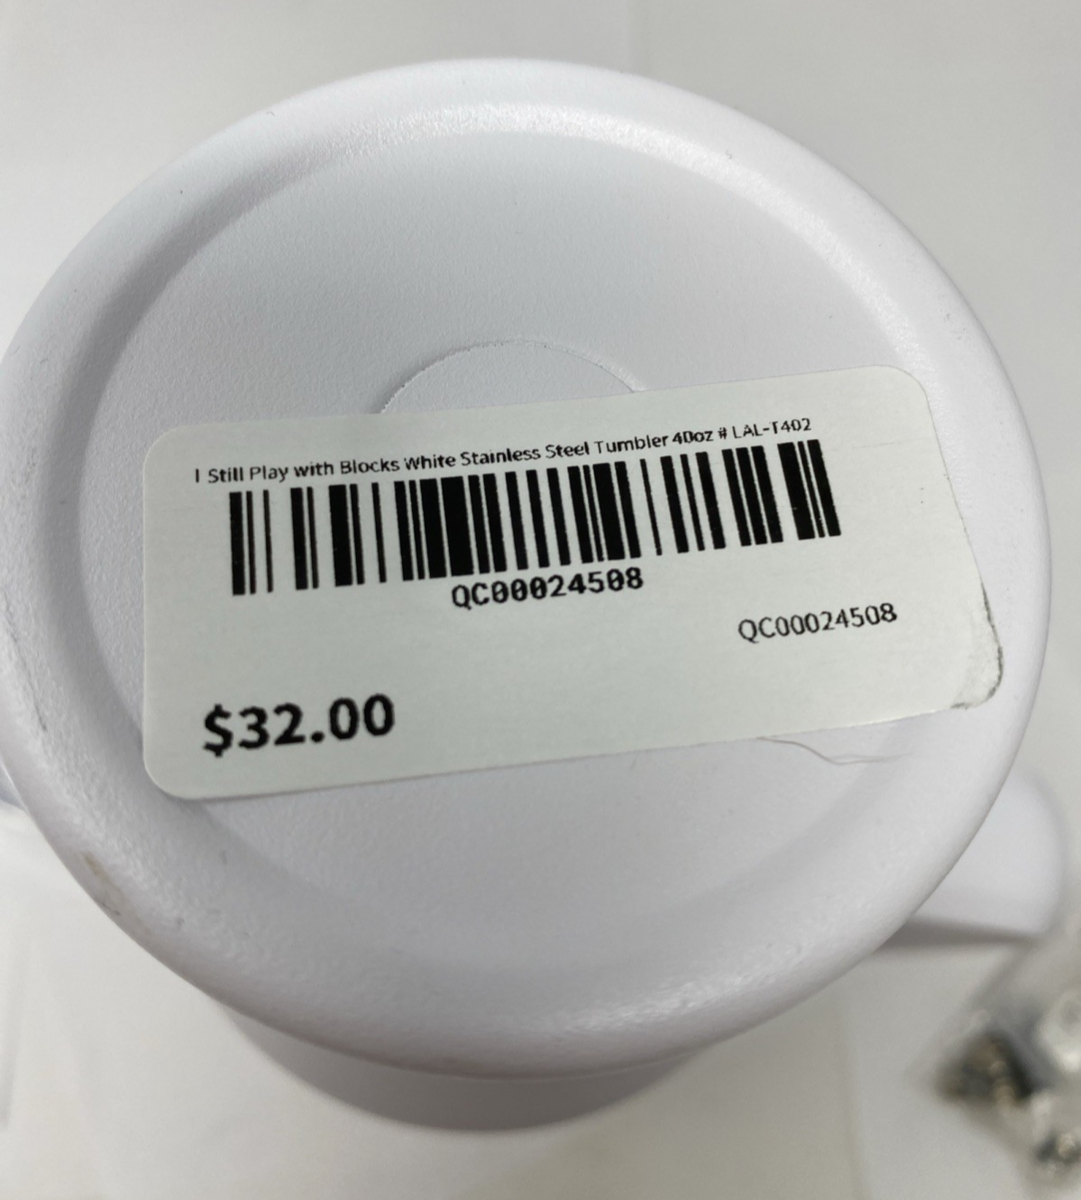 I Still Play with Blocks White Stainless Steel Tumbler 40oz # LAL-T402
QC00024508
QC00024508
$32.00